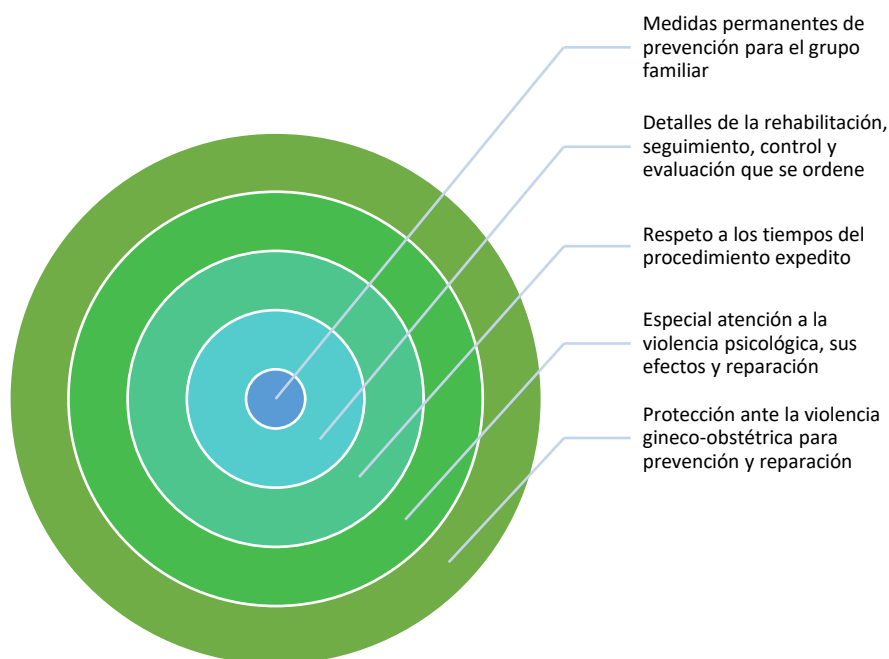 Medidas permanentes de
prevención para el grupo
familiar
Detalles de la rehabilitación,
seguimiento, control y
evaluación que se ordene
Respeto a los tiempos del
procedimiento expedito
Especial atención a la
violencia psicológica, sus
efectos y reparación
Protección ante la violencia
gineco-obstétrica para
prevención y reparación